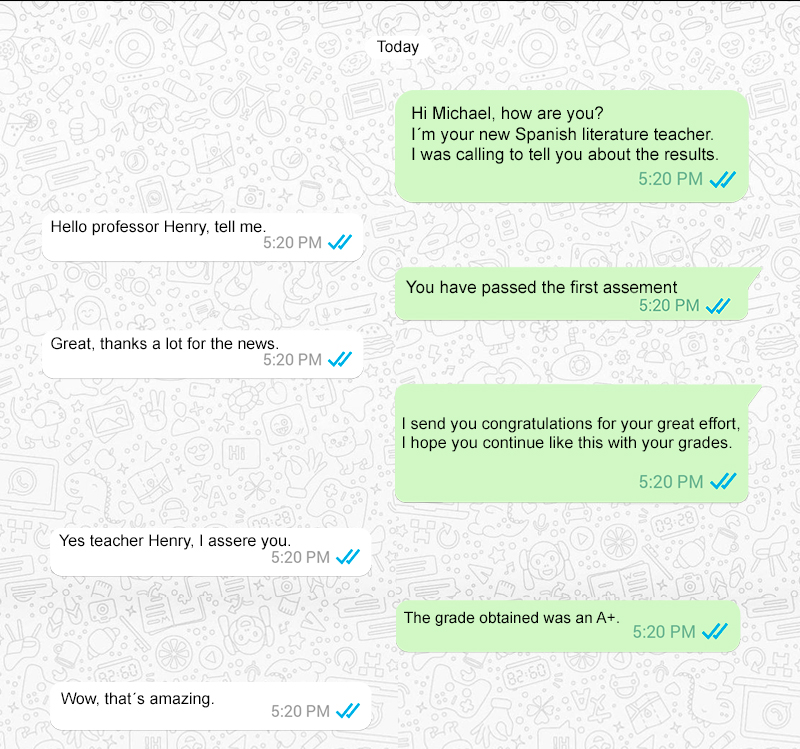 Today
Hi Michael, how are you?
I´m your new Spanish literature teacher.
I was calling to tell you about the results.
5:20 PM
Hello professor Henry, tell me.
5:20 PM
You have passed the first assement
5:20 PM
Great, thanks a lot for the news.
5:20 PM
I send you congratulations for your great effort,
I hope you continue like this with your grades.
5:20 PM
Yes teacher Henry, I assere you.
5:20 PM
The grade obtained was an A+.
5:20 PM
Wow, that´s amazing.
5:20 PM